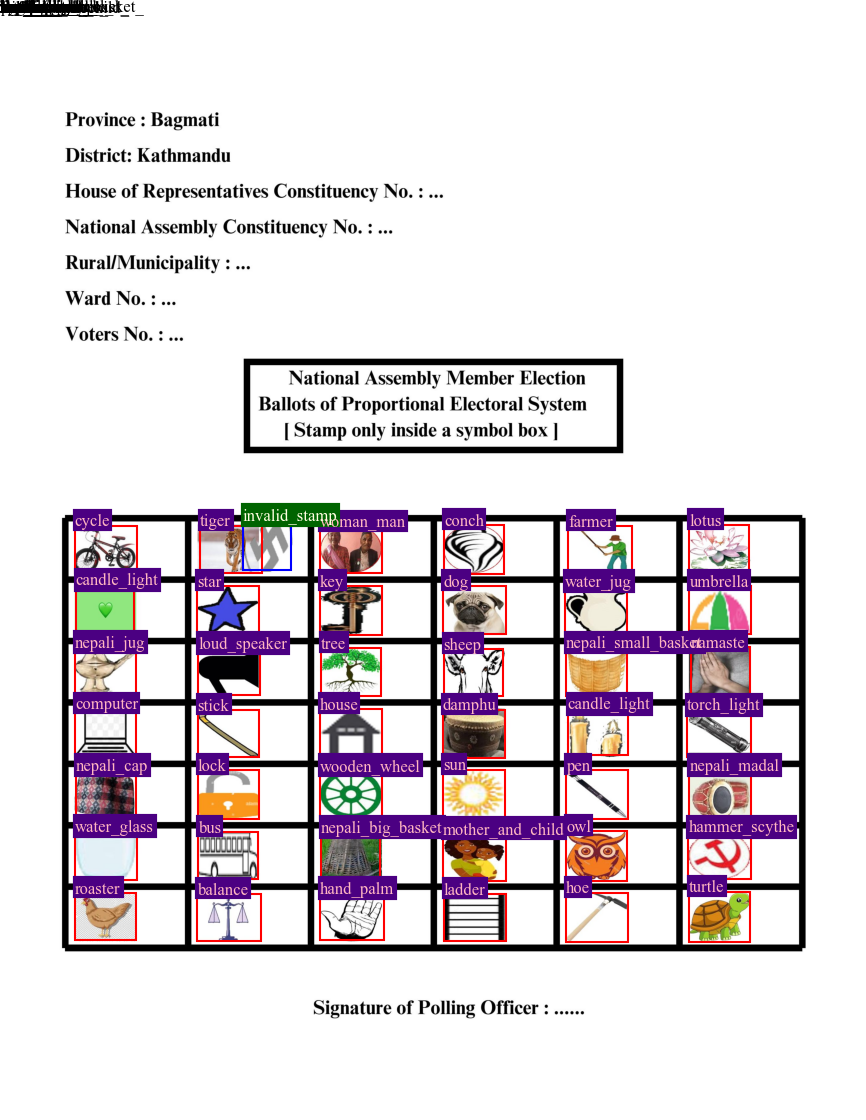 Province : Bagmati
District: Kathmandu
House of Representatives Constituency No. : ...
National Assembly Constituency No. : ...
Rural/Municipality : ...
Ward No. : ...
Voters No. : ...
National Assembly Member Election
Ballots of Proportional Electoral System
[ Stamp only inside a symbol box ]
cycle tiger invalid_stamp woman_man conch farmer lotus
candle_light star key dog water_jug umbrella
nepali_jug loud_speaker tree sheep nepali_small_basket namaste
computer stick house damphu candle_light torch_light
nepali_cap lock wooden_wheel sun pen nepali_madal
water_glass bus nepali_big_basket mother_and_child owl hammer_scythe
roaster balance hand_palm ladder hoe turtle
Signature of Polling Officer : ......